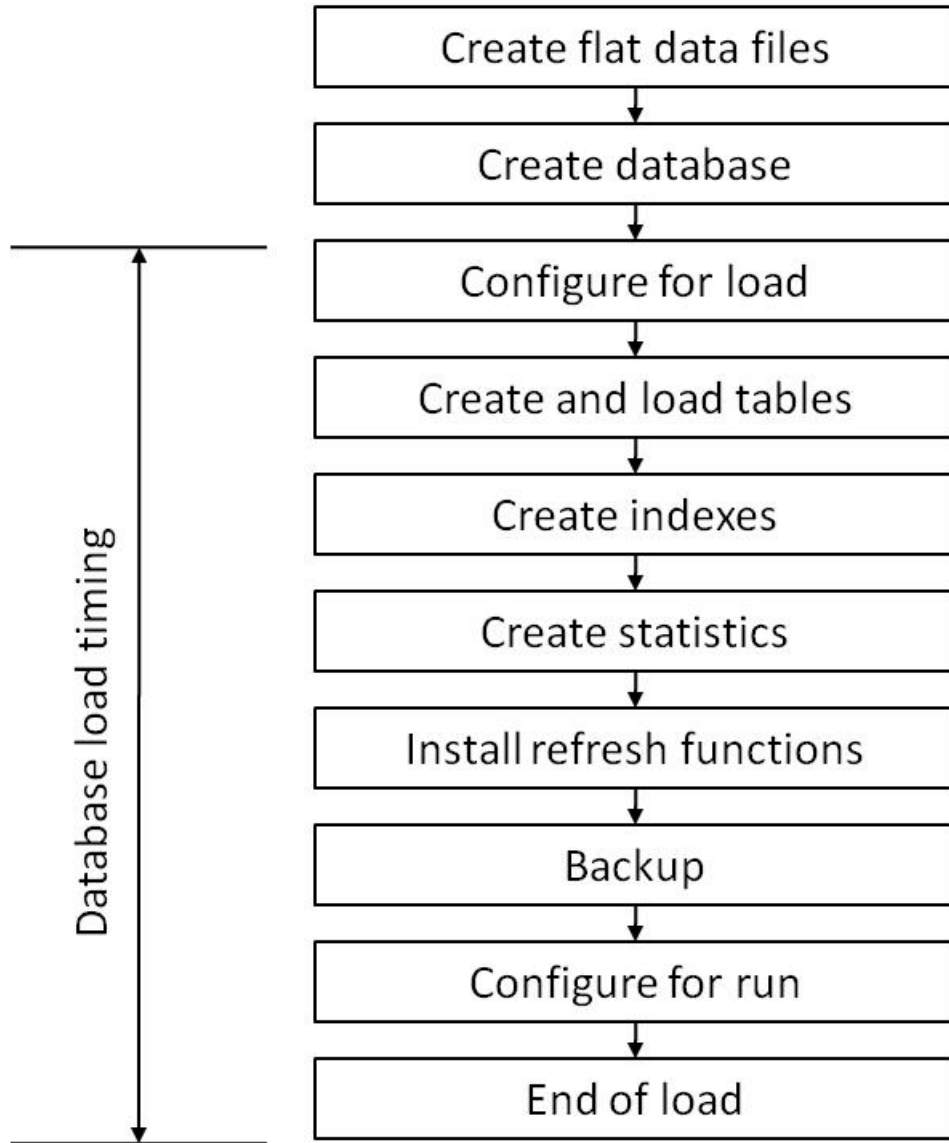 Create flat data files
Create database
Configure for load
Create and load tables
Create indexes
Create statistics
Install refresh functions
Backup
Configure for run
End of load
Database load timing